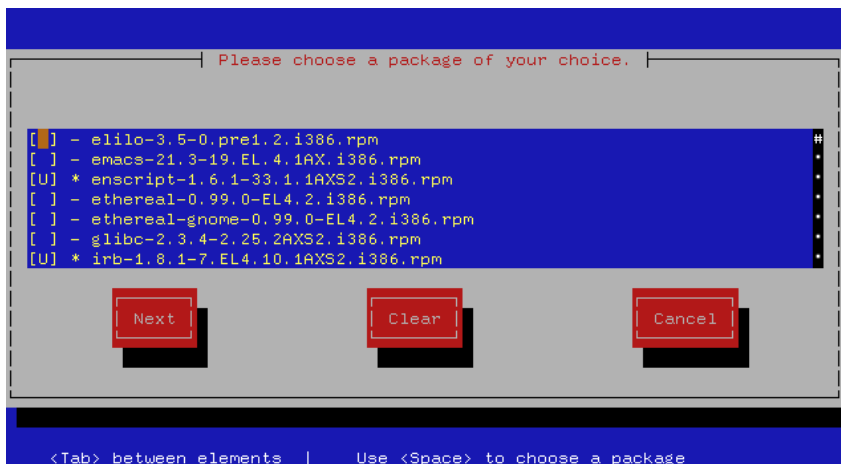 Please choose a package of your choice.
[ ] - elilo-3.5-0.pre1.2.i386.rpm #
[ ] - emacs-21.3-19.EL.4.1AX.i386.rpm
[U] * enscript-1.6.1-33.1.1AXS2.i386.rpm
[ ] - ethereal-0.99.0-EL4.2.i386.rpm
[ ] - ethereal-gnome-0.99.0-EL4.2.i386.rpm
[ ] - glibc-2.3.4-2.25.2AXS2.i386.rpm
[U] * irb-1.8.1-7.EL4.10.1AXS2.i386.rpm
Next Clear Cancel
<Tab> between elements | Use <Space> to choose a package